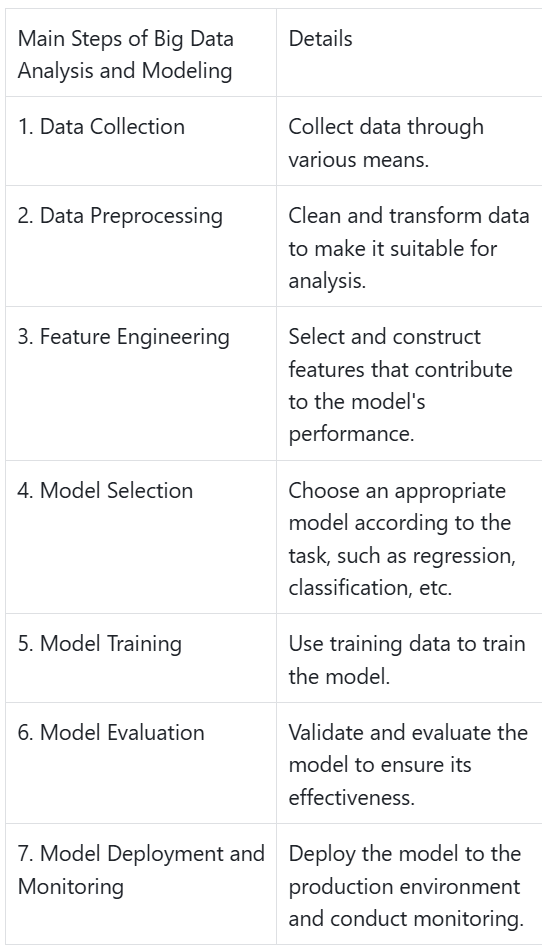 Main Steps of Big Data
Analysis and Modeling
Details
1. Data Collection
Collect data through
various means.
2. Data Preprocessing
Clean and transform data
to make it suitable for
analysis.
3. Feature Engineering
Select and construct
features that contribute
to the model's
performance.
4. Model Selection
Choose an appropriate
model according to the
task, such as regression,
classification, etc.
5. Model Training
Use training data to train
the model.
6. Model Evaluation
Validate and evaluate the
model to ensure its
effectiveness.
7. Model Deployment and
Monitoring
Deploy the model to the
production environment
and conduct monitoring.